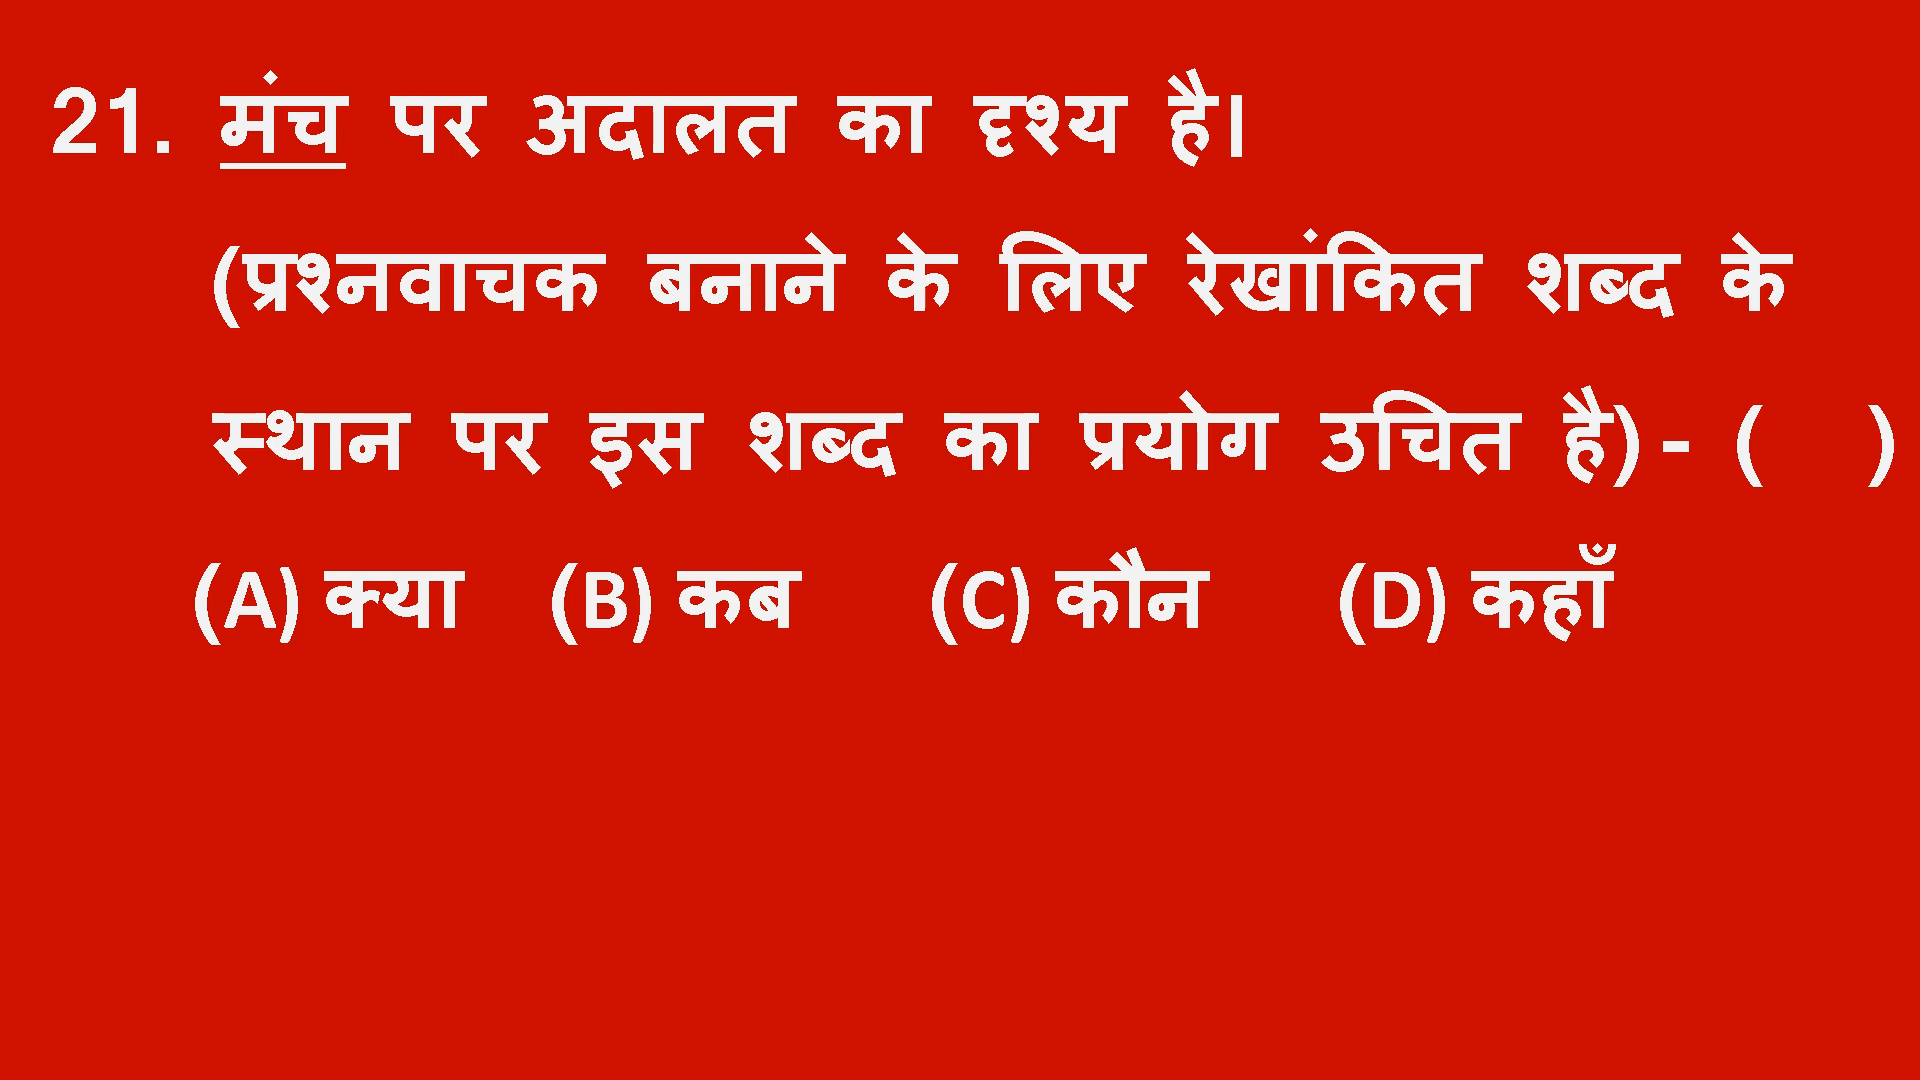 21. मंच पर अदालत का दृश्य है।
(प्रश्नवाचक बनाने के लिए रेखांकित शब्द के
स्थान पर इस शब्द का प्रयोग उचित है) - ( )
(A) क्या (B) कब (C) कौन (D) कहाँ